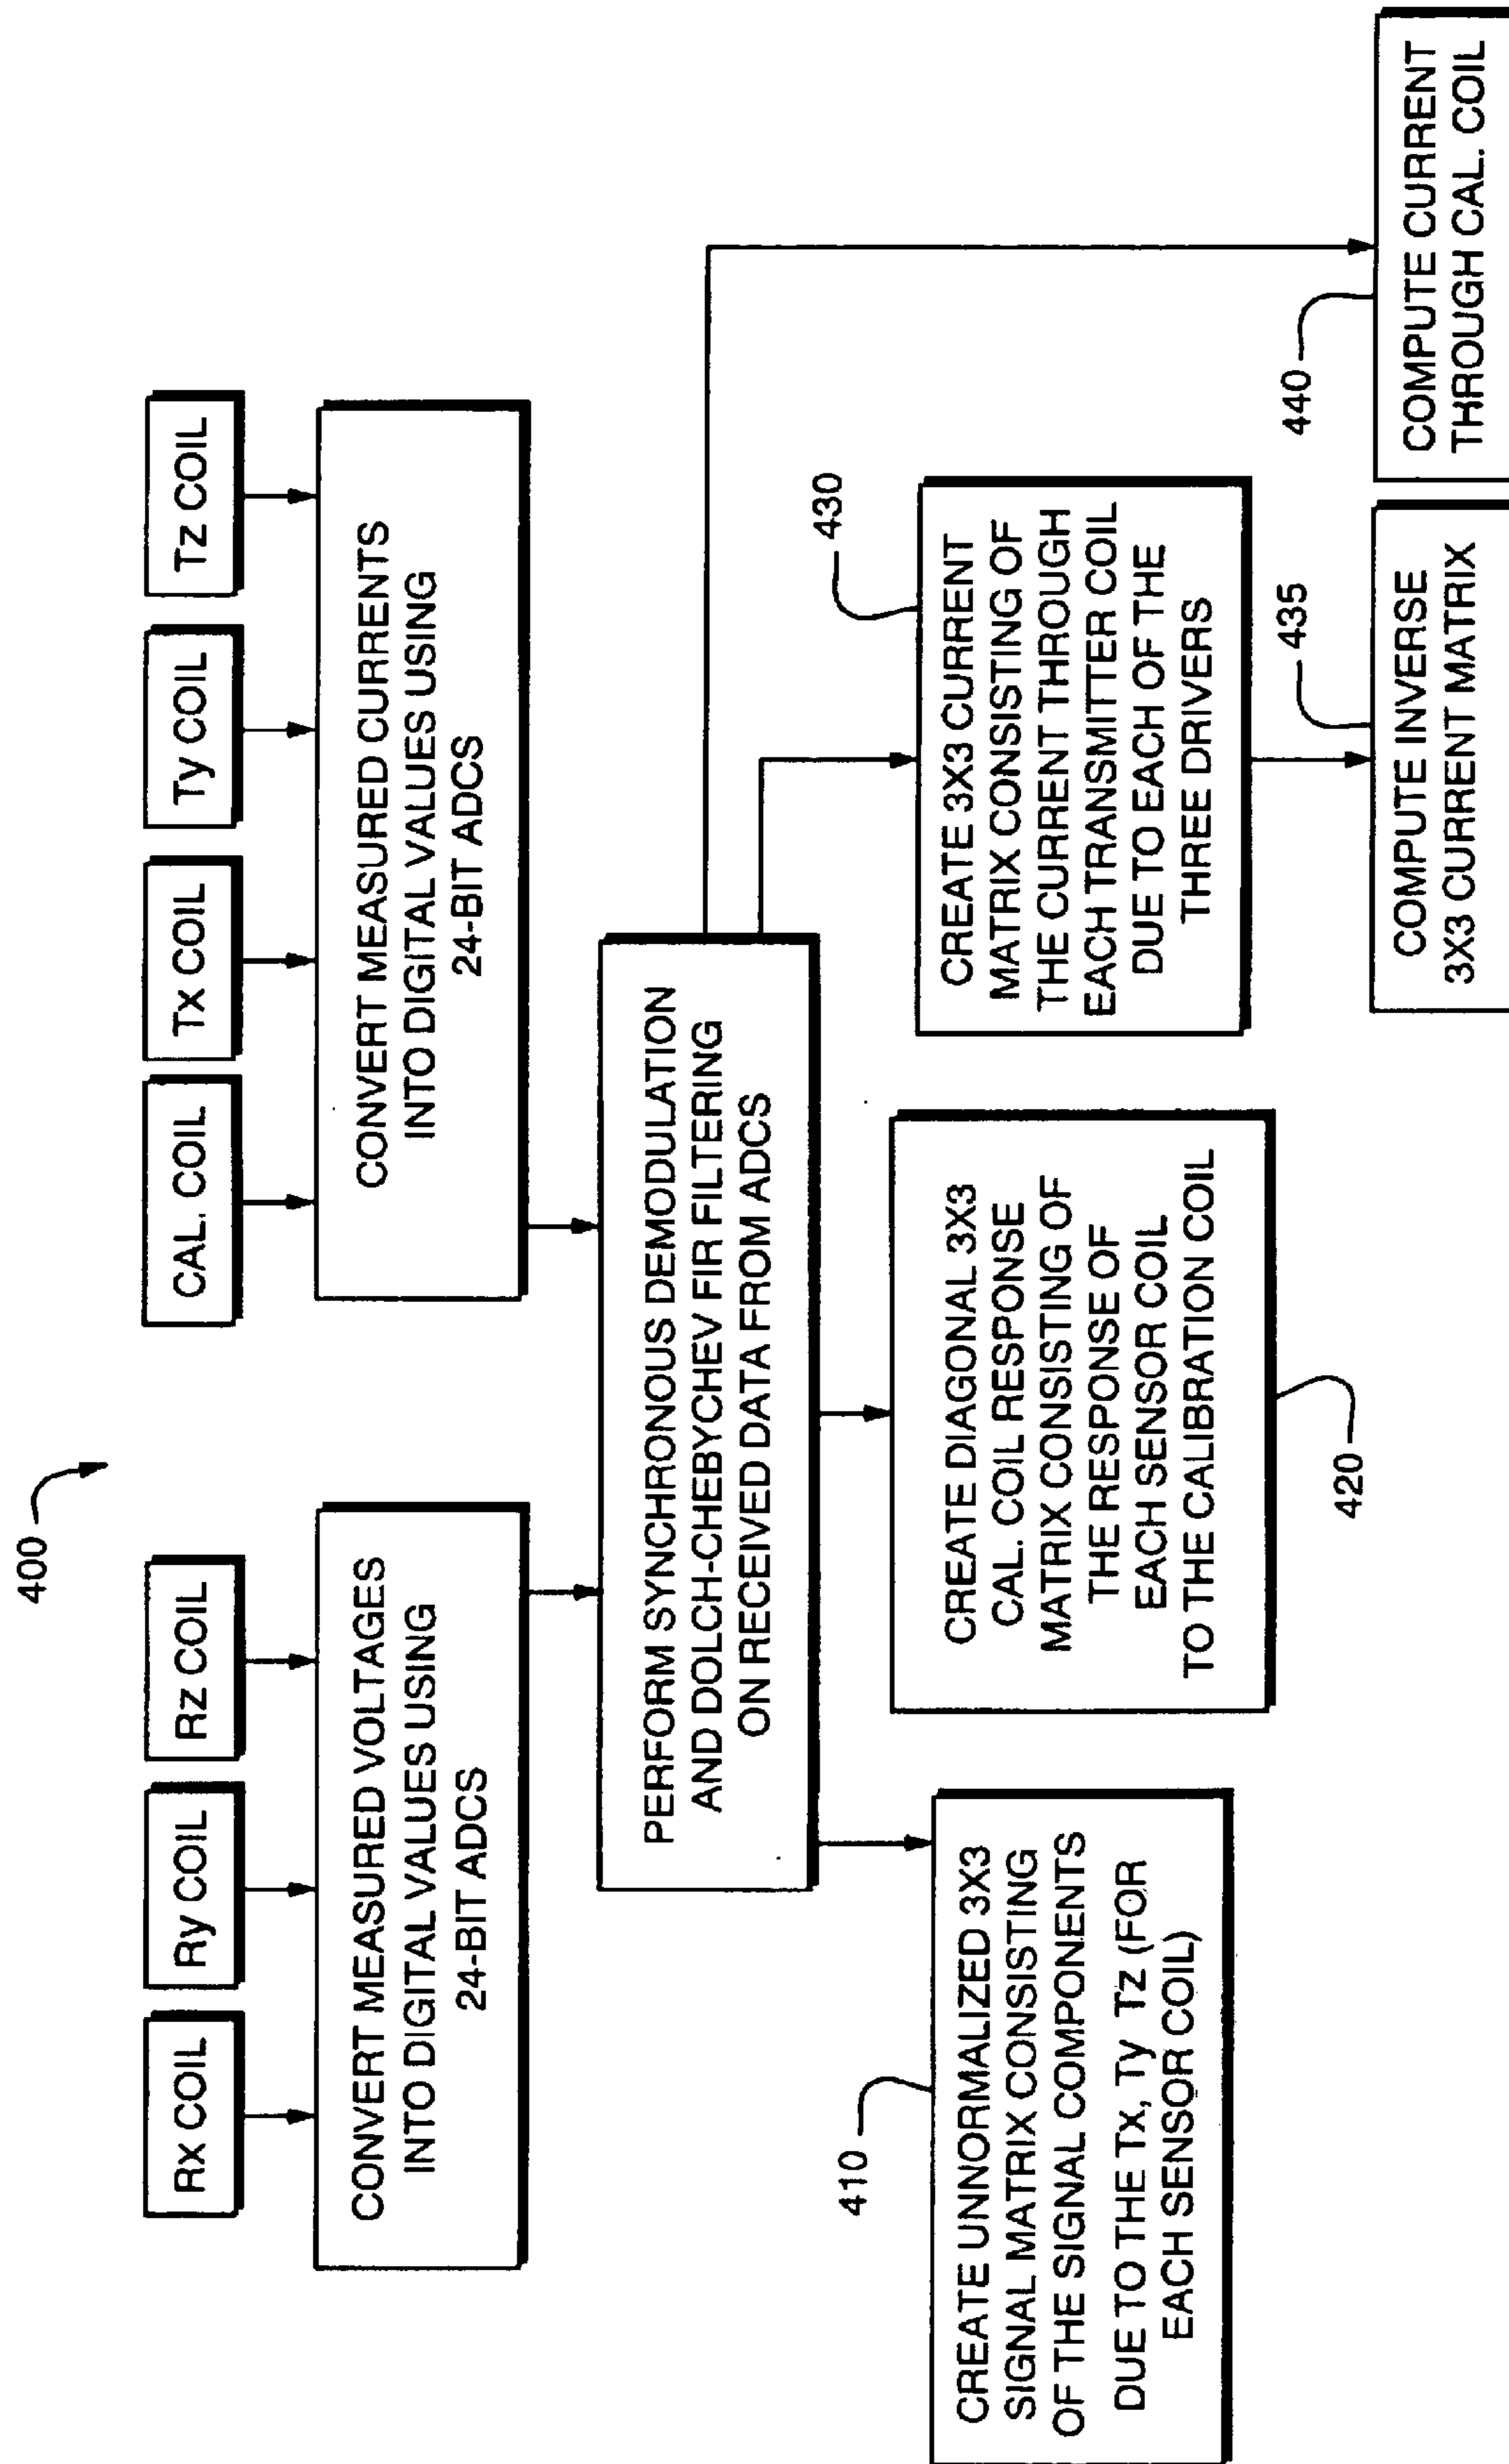 400
Rx COIL
Ry COIL
Rz COIL
CAL. COIL
Tx COIL
Ty COIL
Tz COIL
CONVERT MEASURED VOLTAGES
INTO DIGITAL VALUES USING
24-BIT ADCS
CONVERT MEASURED CURRENTS
INTO DIGITAL VALUES USING
24-BIT ADCS
PERFORM SYNCHRONOUS DEMODULATION
AND DOLCH-CHEBYCHEV FIR FILTERING
ON RECEIVED DATA FROM ADCS
410
CREATE UNNORMALIZED 3X3
SIGNAL MATRIX CONSISTING
OF THE SIGNAL COMPONENTS
DUE TO THE Tx, Ty Tz (FOR
EACH SENSOR COIL)
CREATE DIAGONAL 3X3
CAL. COIL RESPONSE
MATRIX CONSISTING OF
THE RESPONSE OF
EACH SENSOR COIL
TO THE CALIBRATION COIL
420
430
CREATE 3X3 CURRENT
MATRIX CONSISTING OF
THE CURRENT THROUGH
EACH TRANSMITTER COIL
DUE TO EACH OF THE
THREE DRIVERS
435
COMPUTE INVERSE
3X3 CURRENT MATRIX
440
COMPUTE CURRENT
THROUGH CAL. COIL